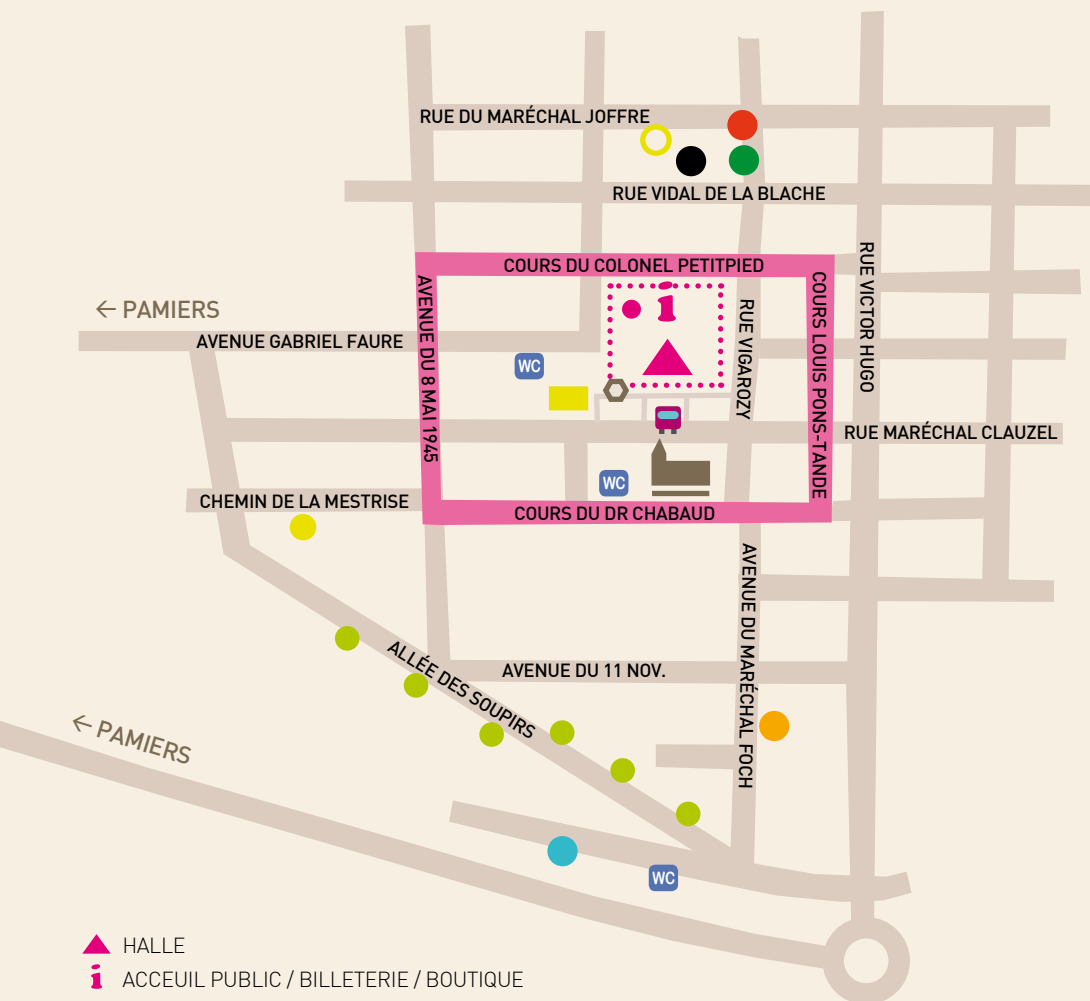 RUE DU MARÉCHAL JOFFRE
RUE VIDAL DE LA BLACHE
COURS DU COLONEL PETITPIED
RUE VICTOR HUGO
← PAMIERS
AVENUE DU 8 MAI 1945
i
RUE VIGAROZY
COURS LOUIS PONS-TANDE
AVENUE GABRIEL FAURE
WC
RUE MARÉCHAL CLAUZEL
WC
CHEMIN DE LA MESTRISE
COURS DU DR CHABAUD
AVENUE DU MARÉCHAL FOCH
ALLÉE DES SOUPIRS
AVENUE DU 11 NOV.
← PAMIERS
WC
HALLE
i ACCEUIL PUBLIC / BILLETERIE / BOUTIQUE